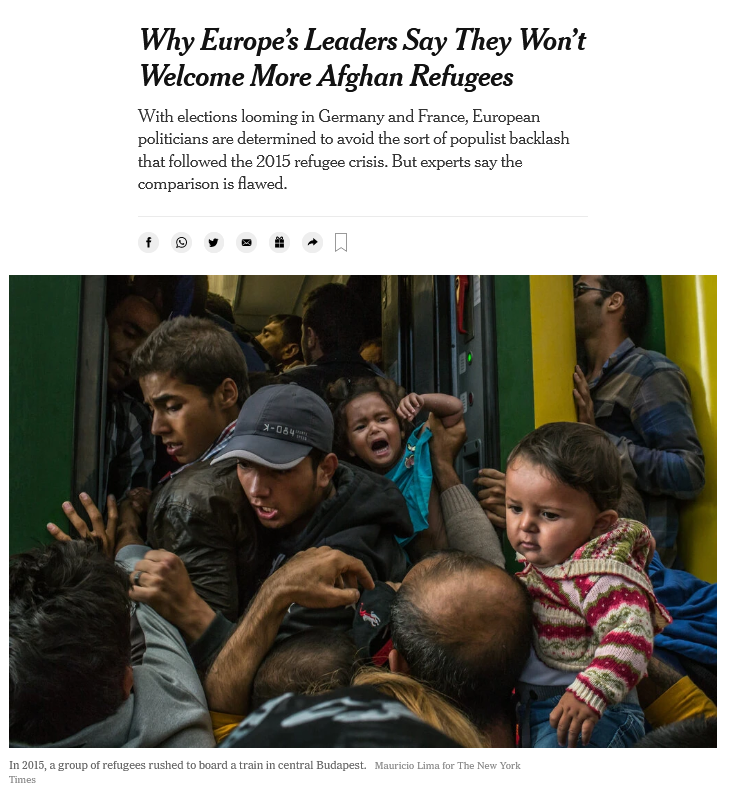 Why Europe's Leaders Say They Won't
Welcome More Afghan Refugees
With elections looming in Germany and France, European
politicians are determined to avoid the sort of populist backlash
that followed the 2015 refugee crisis. But experts say the
comparison is flawed.
K-084
In 2015, a group of refugees rushed to board a train in central Budapest. Mauricio Lima for The New York
Times